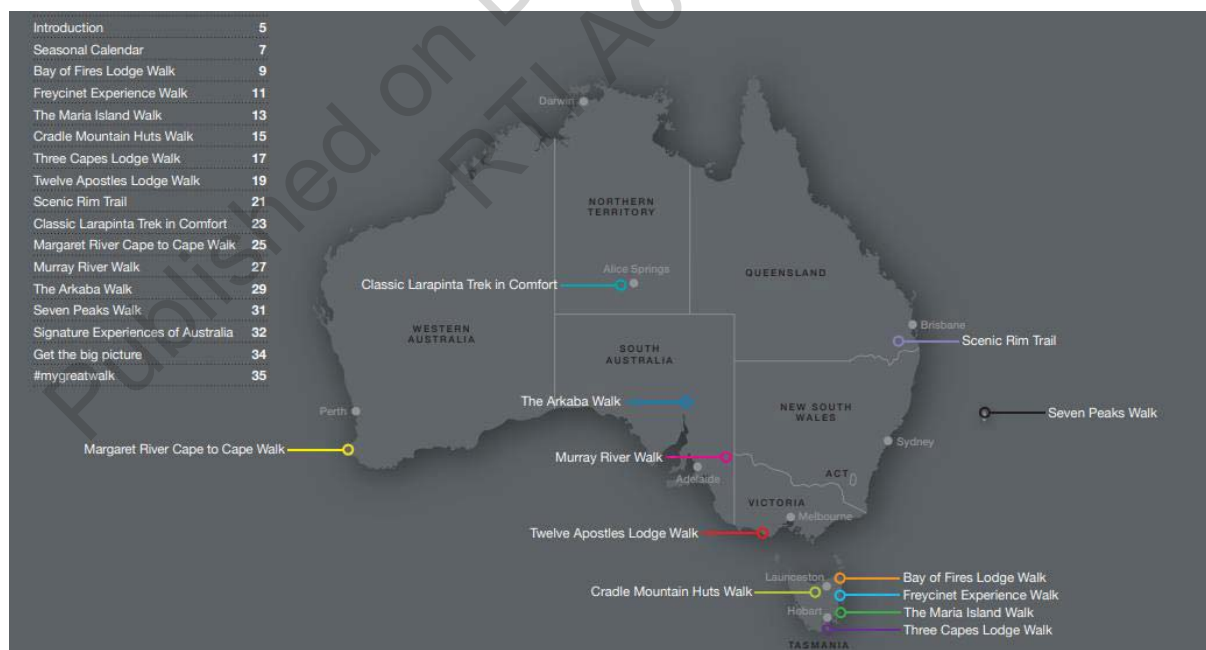 Introduction 5
Seasonal Calendar 7
Bay of Fires Lodge Walk 9
Freycinet Experience Walk 11
The Maria Island Walk 13
Cradle Mountain Huts Walk 15
Three Capes Lodge Walk 17
Twelve Apostles Lodge Walk 19
Scenic Rim Trail 21
Classic Larapinta Trek in Comfort 23
Margaret River Cape to Cape Walk 25
Murray River Walk 27
The Arkaba Walk 29
Seven Peaks Walk 31
Signature Experiences of Australia 32
Get the big picture 34
#mygreatwalk 35
Published on
RTI
Darwin
NORTHERN
TERRITORY
Alice Springs
Classic Larapinta Trek in Comfort
QUEENSLAND
WESTERN
AUSTRALIA
SOUTH
AUSTRALIA
Brisbane
Scenic Rim Trail
The Arkaba Walk
NEW SOUTH
WALES
Perth
Seven Peaks Walk
Margaret River Cape to Cape Walk
Sydney
Murray River Walk
Adelaide
ACT
VICTORIA
Melbourne
Twelve Apostles Lodge Walk
Launceston
Bay of Fires Lodge Walk
Cradle Mountain Huts Walk
Freycinet Experience Walk
Hobart
The Maria Island Walk
Three Capes Lodge Walk
TASMANIA